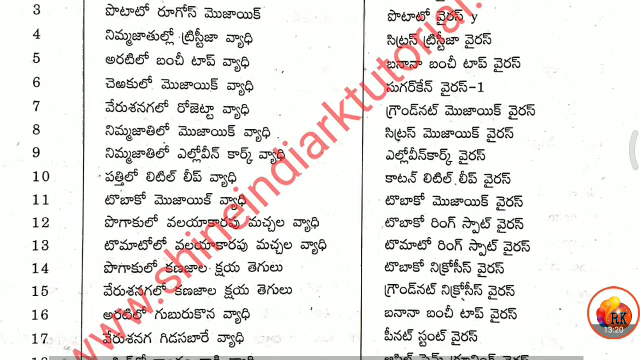 3 పొటాటో రూగోస్ మొజాయిక్ పొటాటో వైరస్ y
4 నిమ్మజాతుల్లో ట్రిస్టీజా వ్యాధి సిట్రస్ ట్రిస్టీజా వైరస్
5 అరటిలో బంచీ టాప్ వ్యాధి బనానా బంచీ టాప్ వైరస్
6 చెఱకులో మొజాయిక్ వ్యాధి సుగర్‌కేన్ వైరస్-1
7 వేరుశనగలో రోజెట్టా వ్యాధి గ్రౌండ్‌నట్ మొజాయిక్ వైరస్
8 నిమ్మజాతిలో మొజాయిక్ వ్యాధి సిట్రస్ మొజాయిక్ వైరస్
9 నిమ్మజాతిలో ఎల్లోవీన్ కార్క్ వ్యాధి ఎల్లోవీన్‌కార్క్ వైరస్
10 పత్తిలో లిటిల్ లీప్ వ్యాధి కాటన్ లిటిల్ లీప్ వైరస్
11 టొబాకో మొజాయిక్ వ్యాధి టొబాకో మొజాయిక్ వైరస్
12 పొగాకులో వలయాకారపు మచ్చల వ్యాధి టొబాకో రింగ్ స్పాట్ వైరస్
13 టొమాటోలో వలయాకారపు మచ్చల వ్యాధి టొమాటో రింగ్ స్పాట్ వైరస్
14 పొగాకులో కణజాల క్షయ తెగులు టొబాకో నిక్రోసీస్ వైరస్
15 వేరుశనగలో కణజాల క్షయ తెగులు గ్రౌండ్‌నట్ నిక్రోసీస్ వైరస్
16 అరటిలో గుబురుకొన వ్యాధి బనానా బంచీ టాప్ వైరస్
17 వేరుశనగ గిడసబారే వ్యాధి పీనట్ స్టంట్ వైరస్
www.shineindiarktutorial
RK
13:20